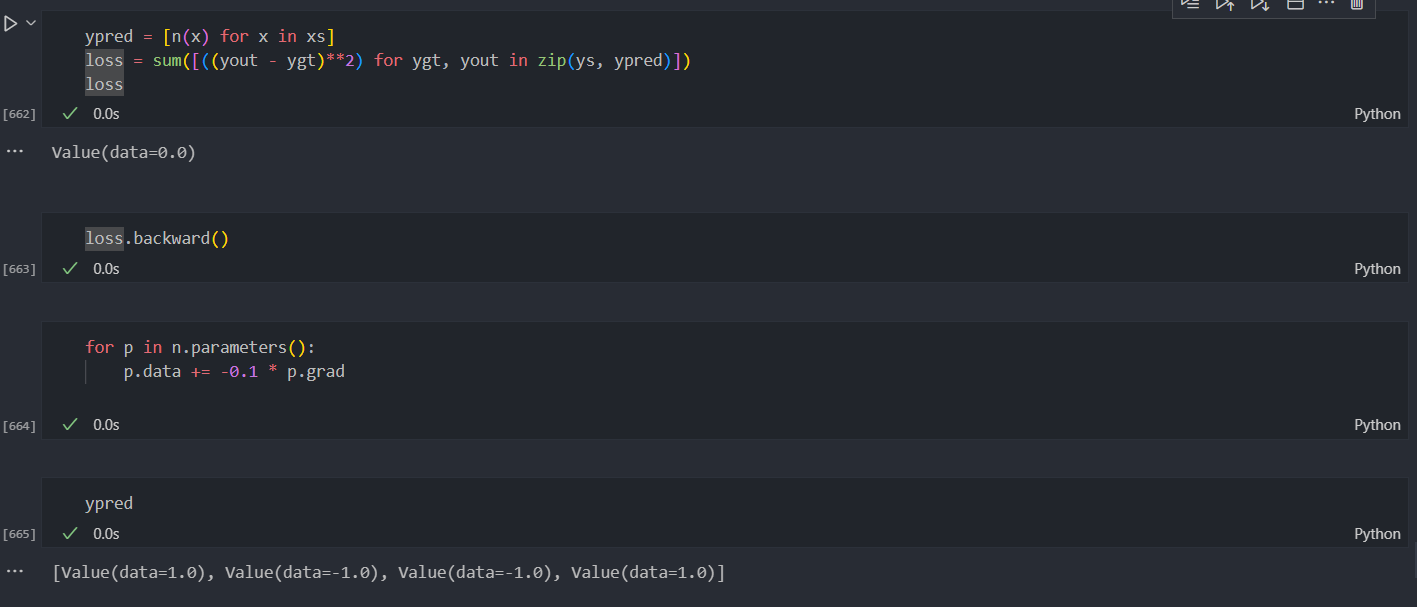 ypred = [n(x) for x in xs]
loss = sum([((yout - ygt)**2) for ygt, yout in zip(ys, ypred)])
loss
[662] 0.0s Python
... Value(data=0.0)
loss.backward()
[663] 0.0s Python
for p in n.parameters():
    p.data += -0.1 * p.grad
[664] 0.0s Python
ypred
[665] 0.0s Python
... [Value(data=1.0), Value(data=-1.0), Value(data=-1.0), Value(data=1.0)]